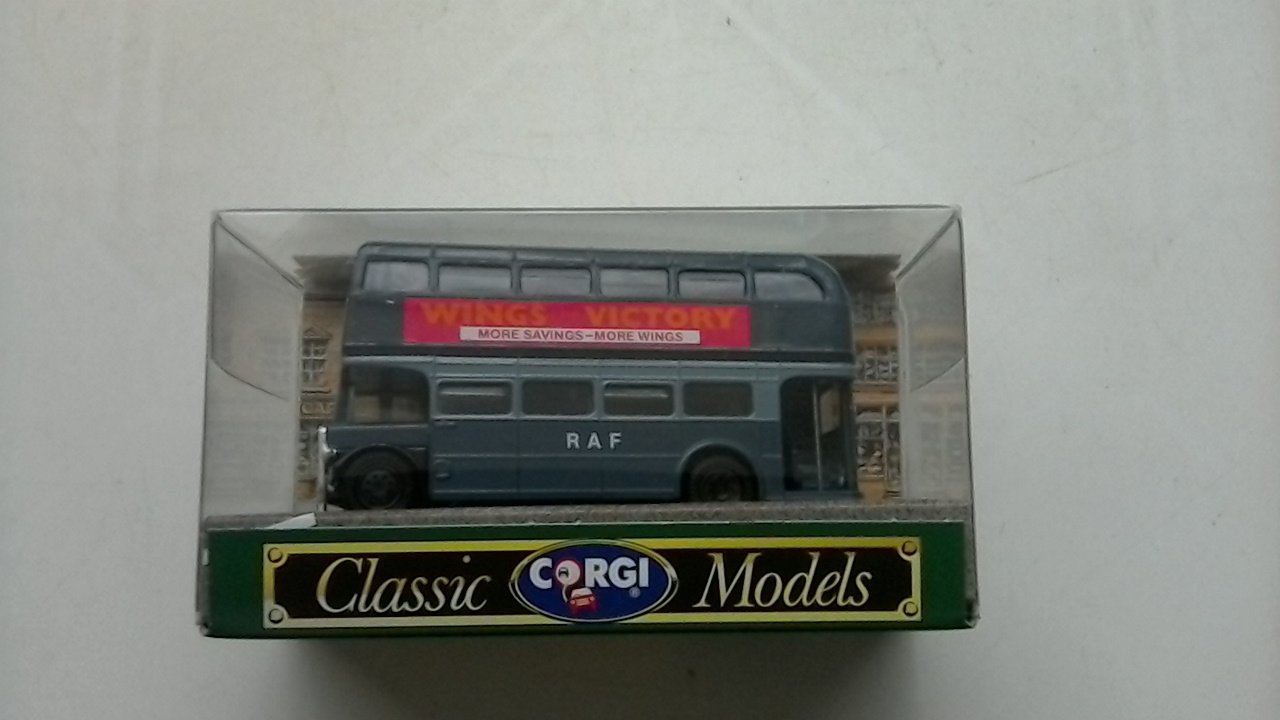 WINGS VICTORY
MORE SAVINGS–MORE WINGS
RAF
Classic CORGI® Models